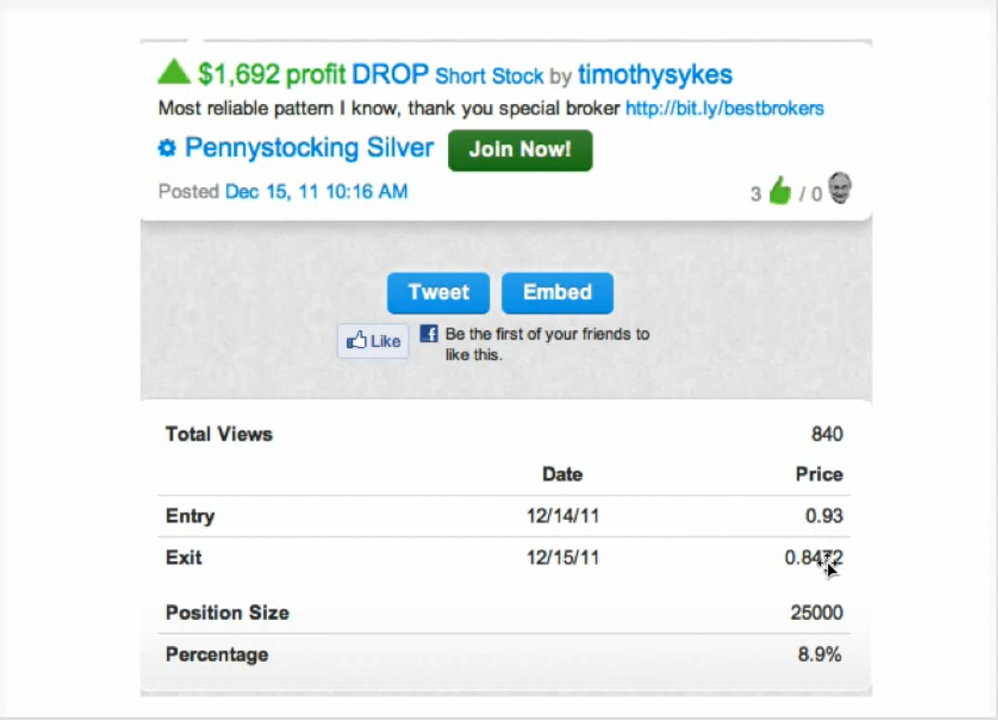 $1,692 profit DROP Short Stock by timothysykes
Most reliable pattern I know, thank you special broker http://bit.ly/bestbrokers
Pennystocking Silver Join Now!
Posted Dec 15, 11 10:16 AM 3 / 0
Tweet Embed
Like Be the first of your friends to
like this.
Total Views 840
Date Price
Entry 12/14/11 0.93
Exit 12/15/11 0.8472
Position Size 25000
Percentage 8.9%